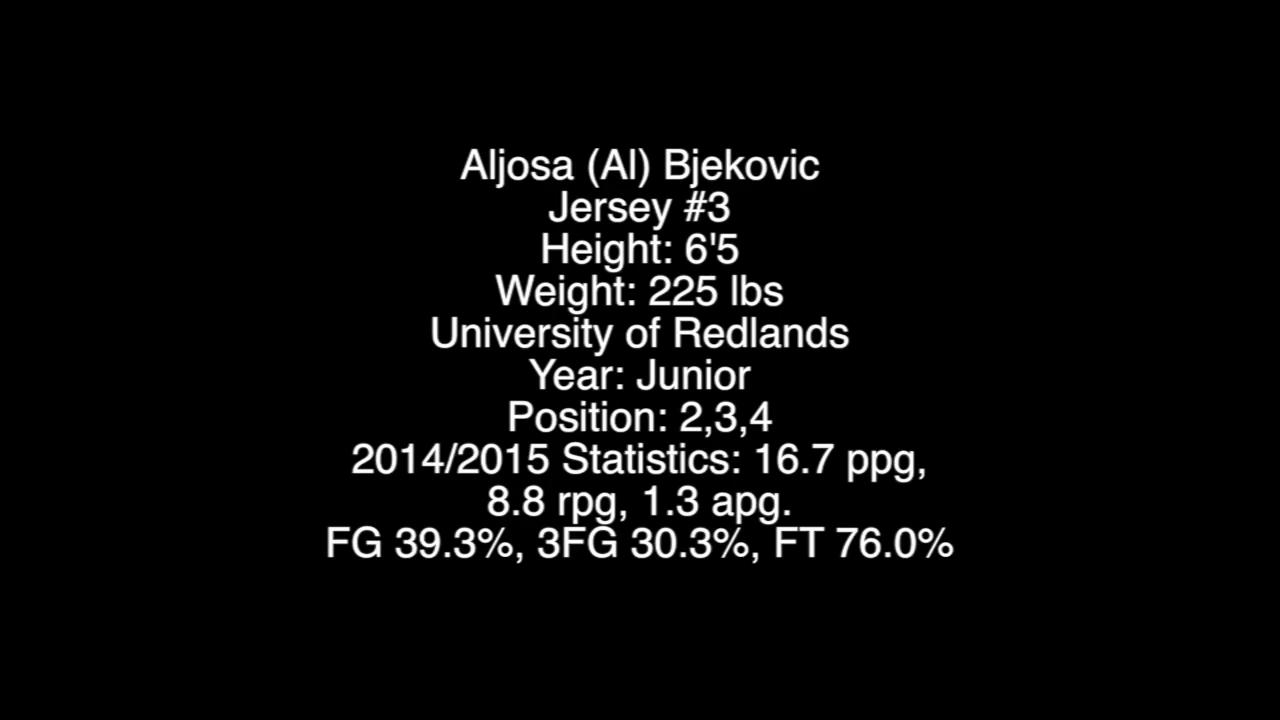 Aljosa (Al) Bjekovic
Jersey #3
Height: 6'5
Weight: 225 lbs
University of Redlands
Year: Junior
Position: 2,3,4
2014/2015 Statistics: 16.7 ppg,
8.8 rpg, 1.3 apg.
FG 39.3%, 3FG 30.3%, FT 76.0%